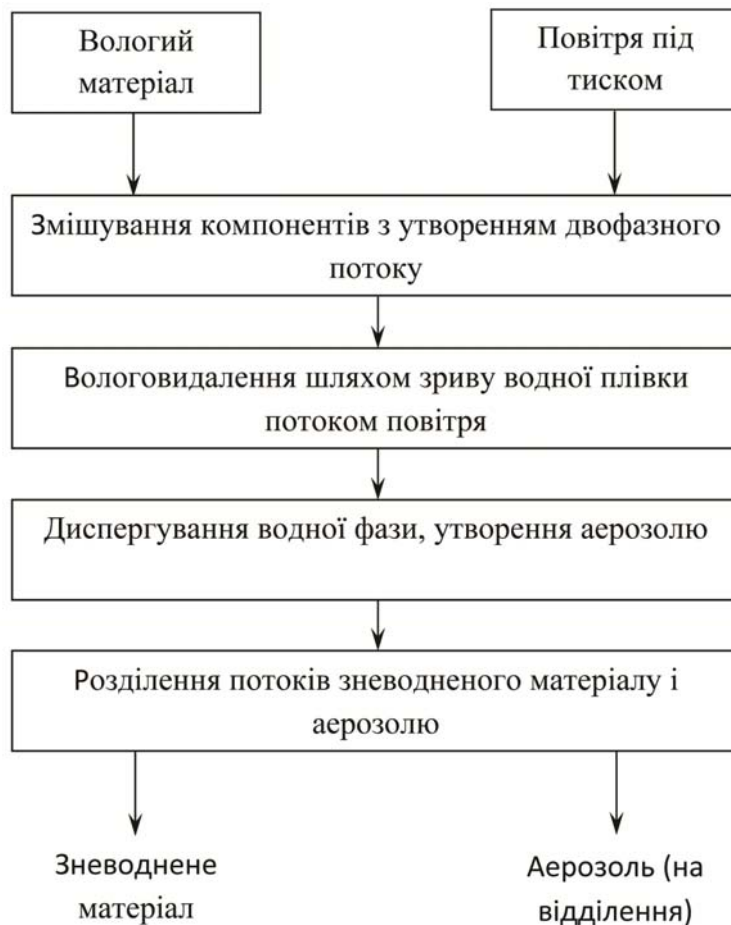 Вологий
матеріал
Повітря під
тиском
Змішування компонентів з утворенням двофазного
потоку
Вологовидалення шляхом зриву водної плівки
потоком повітря
Диспергування водної фази, утворення аерозолю
Розділення потоків зневодненого матеріалу і
аерозолю
Зневоднене
матеріал
Аерозоль (на
відділення)